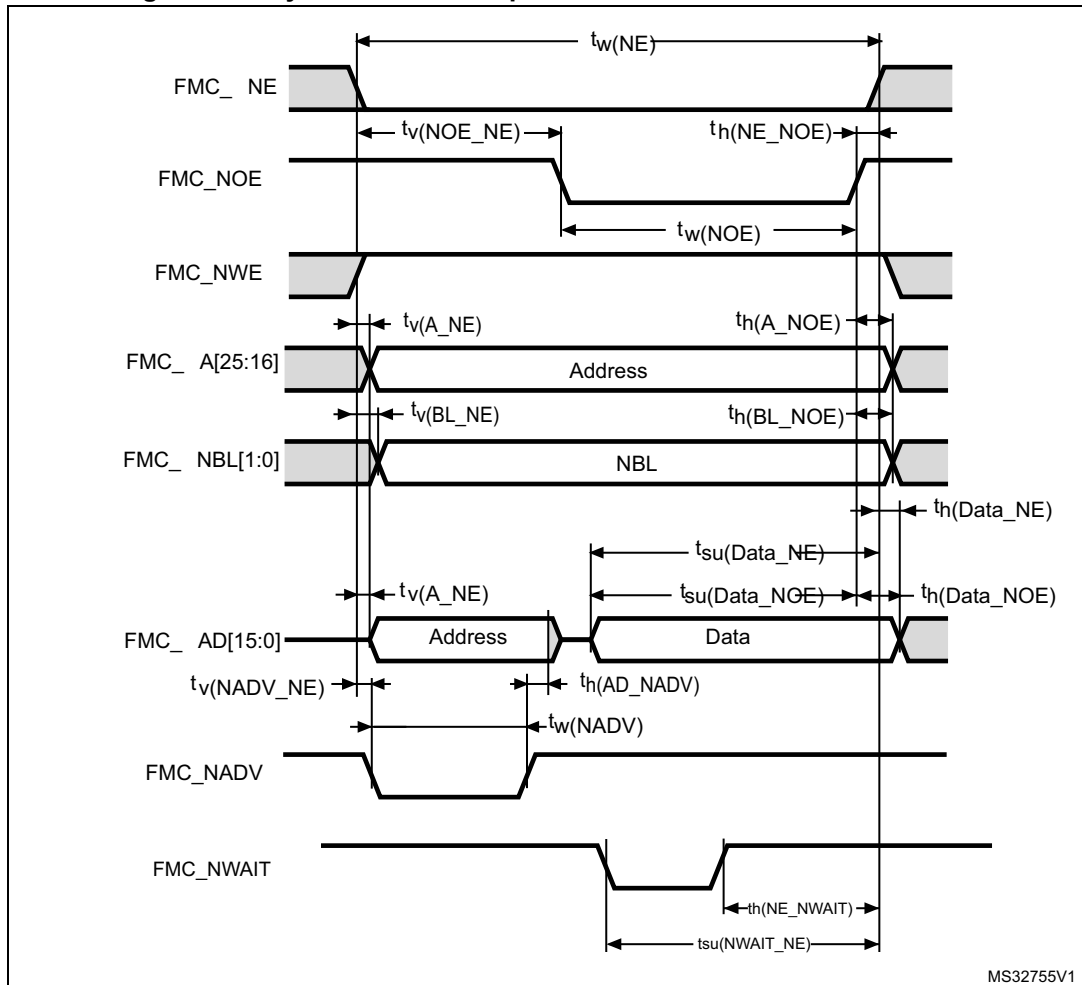 tw(NE)
FMC_ NE
tv(NOE_NE)
th(NE_NOE)
FMC_NOE
tw(NOE)
FMC_NWE
tv(A_NE)
th(A_NOE)
FMC_ A[25:16]
Address
tv(BL_NE)
th(BL_NOE)
FMC_ NBL[1:0]
NBL
th(Data_NE)
tsu(Data_NE)
tv(A_NE)
tsu(Data_NOE)
th(Data_NOE)
FMC_ AD[15:0]
Address
Data
tv(NADV_NE)
th(AD_NADV)
tw(NADV)
FMC_NADV
FMC_NWAIT
th(NE_NWAIT)
tsu(NWAIT_NE)
MS32755V1